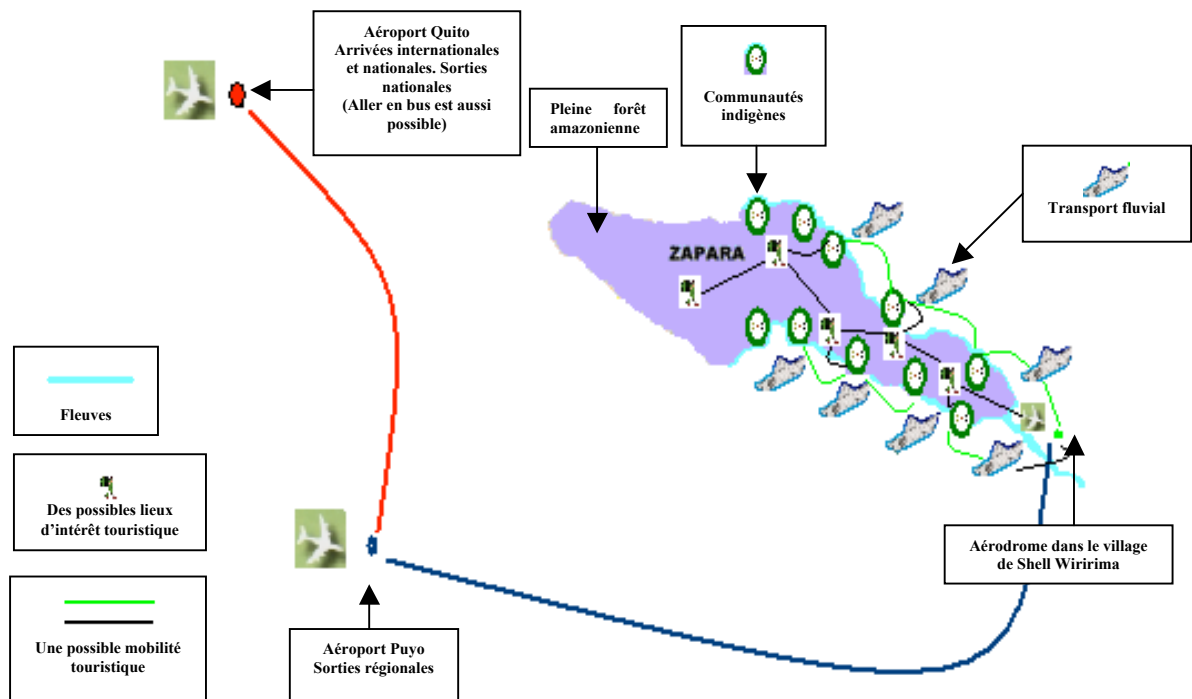 Aéroport Quito
Arrivées internationales
et nationales. Sorties
nationales
(Aller en bus est aussi
possible)
Pleine forêt
amazonienne
Communautés
indigènes
Transport fluvial
ZAPARA
Fleuves
Des possibles lieux
d'intérêt touristique
Une possible mobilité
touristique
Aéroport Puyo
Sorties régionales
Aérodrome dans le village
de Shell Wiririma